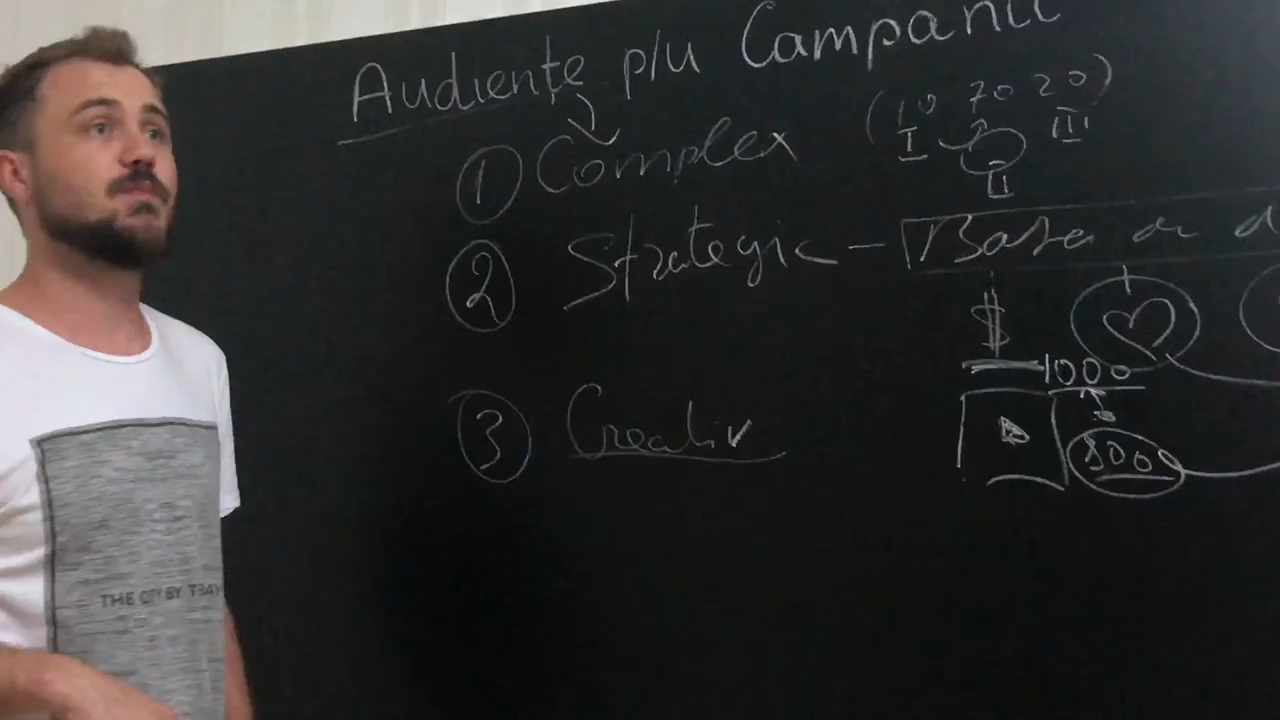 Audiențe p/u Campanii
(10 70 20)
I II III
① Complex
② Strategic – Baza de d
$
1000
③ Creativ
8000
THE CITY BY TRAY